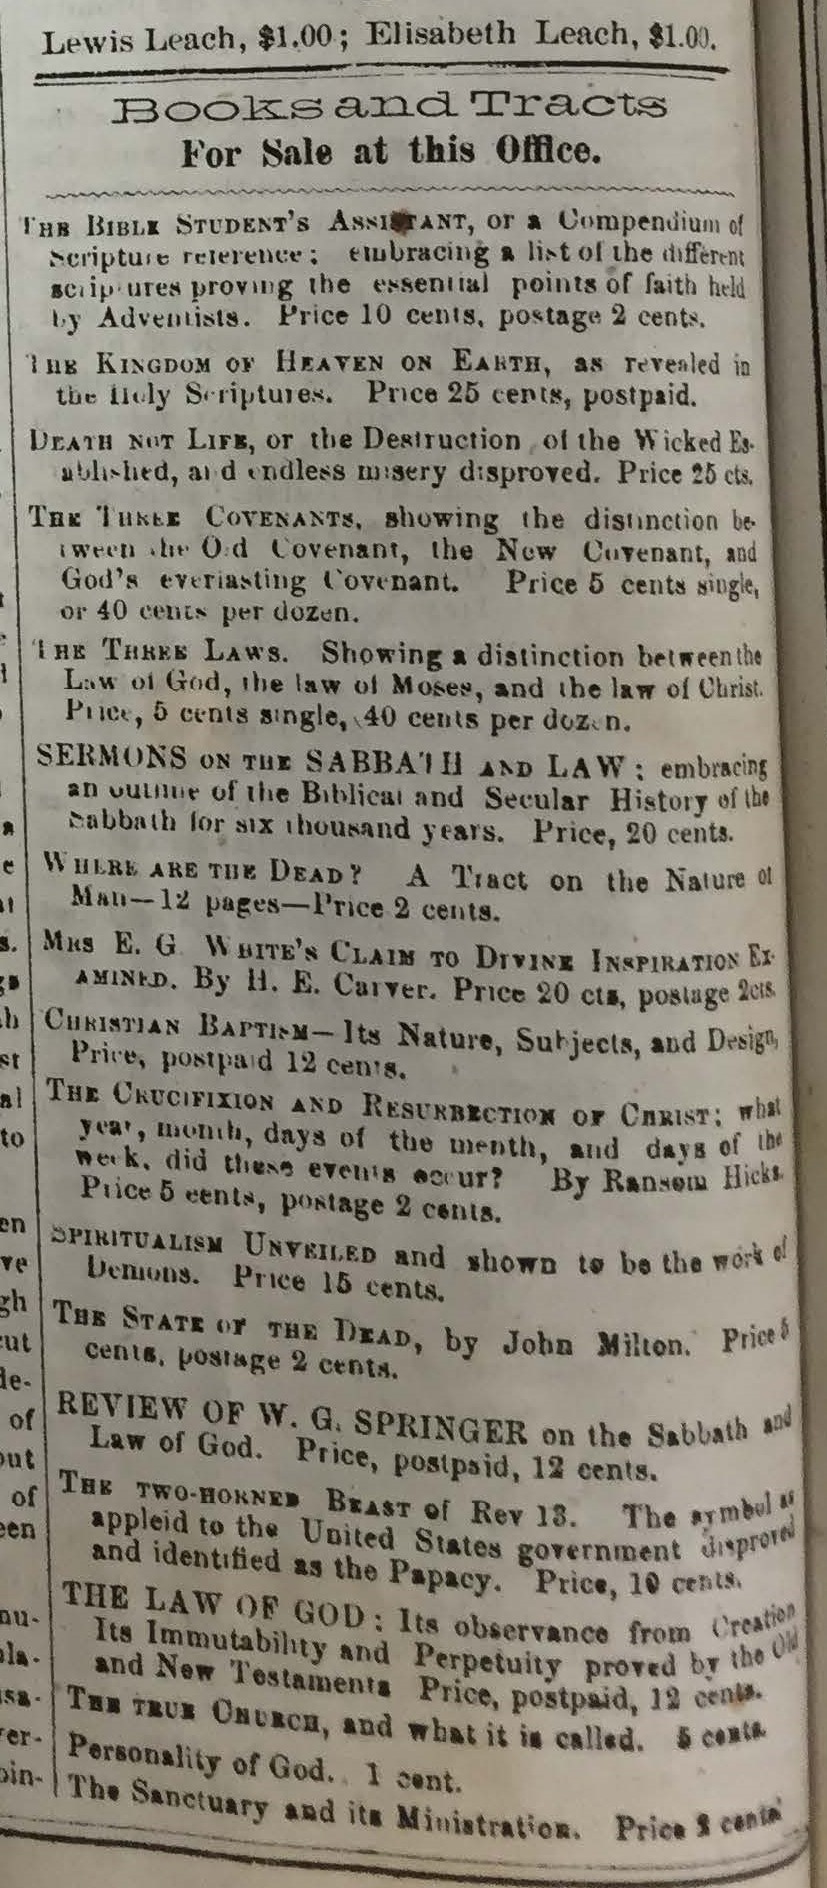 Lewis Leach, $1.00; Elisabeth Leach, $1.00.
Books and Tracts
For Sale at this Office.
THE BIBLE STUDENT'S ASSISTANT, or a Compendium of
Scripture reference; embracing a list of the different
scriptures proving the essential points of faith held
by Adventists. Price 10 cents, postage 2 cents.
THE KINGDOM OF HEAVEN ON EARTH, as revealed in
the Holy Scriptures. Price 25 cents, postpaid.
DEATH NOT LIFE, or the Destruction of the Wicked Es-
ablished, and endless misery disproved. Price 25 cts.
THE THREE COVENANTS, showing the distinction be-
tween the Old Covenant, the New Covenant, and
God's everlasting Covenant. Price 5 cents single,
or 40 cents per dozen.
THE THREE LAWS. Showing a distinction between the
Law of God, the law of Moses, and the law of Christ.
Price, 5 cents single, 40 cents per dozen.
SERMONS ON THE SABBATH AND LAW; embracing
an outline of the Biblical and Secular History of the
Sabbath for six thousand years. Price, 20 cents.
WHERE ARE THE DEAD? A Tract on the Nature of
Man—12 pages—Price 2 cents.
MRS E. G. WHITE'S CLAIM TO DIVINE INSPIRATION EX-
AMINED. By H. E. Carver. Price 20 cts, postage 2cts.
CHRISTIAN BAPTISM—Its Nature, Subjects, and Design,
Price, postpaid 12 cents.
THE CRUCIFIXION AND RESURRECTION OF CHRIST; what
year, month, days of the menth, and days of the
week, did these events occur? By Ransom Hicks.
Price 5 cents, postage 2 cents.
SPIRITUALISM UNVEILED and shown to be the work of
Demons. Price 15 cents.
THE STATE OF THE DEAD, by John Milton. Price 5
cents, postage 2 cents.
REVIEW OF W. G. SPRINGER on the Sabbath and
Law of God. Price, postpaid, 12 cents.
THE TWO-HORNED BEAST of Rev 13. The symbol as
appleid to the United States government disproved
and identified as the Papacy. Price, 10 cents.
THE LAW OF GOD: Its observance from Creation
Its Immutability and Perpetuity proved by the Old
and New Testaments Price, postpaid, 12 cents.
THE TRUE CHURCH, and what it is called. 5 cents.
Personality of God. 1 cent.
The Sanctuary and its Ministration. Price cents